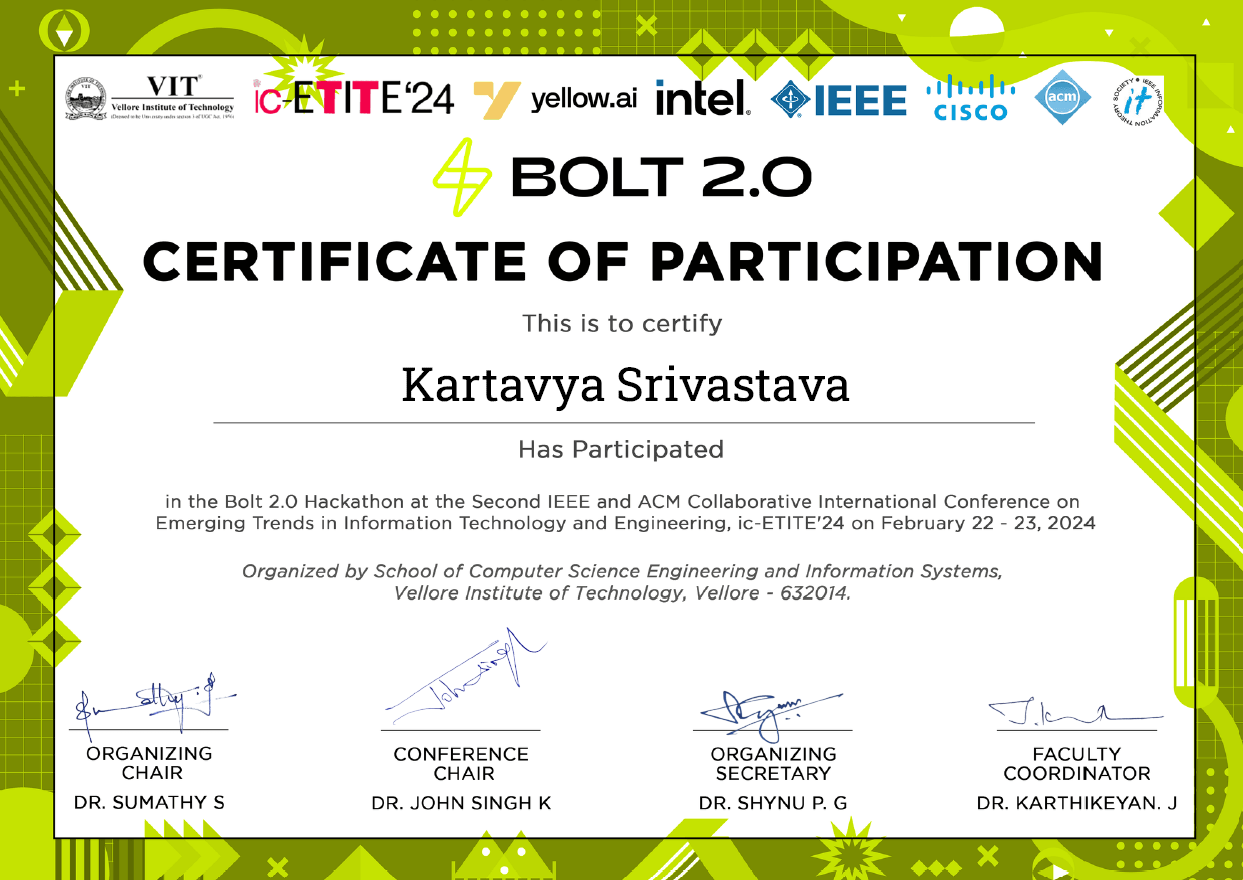 VIT®
Vellore Institute of Technology
(Deemed to be University under section 3 of UGC Act, 1956)
ic-ETITE'24
yellow.ai
intel®
IEEE
CISCO
acm
IEEE INFORMATION THEORY SOCIETY
it
BOLT 2.0
CERTIFICATE OF PARTICIPATION
This is to certify
Kartavya Srivastava
Has Participated
in the Bolt 2.0 Hackathon at the Second IEEE and ACM Collaborative International Conference on
Emerging Trends in Information Technology and Engineering, ic-ETITE'24 on February 22 - 23, 2024
Organized by School of Computer Science Engineering and Information Systems,
Vellore Institute of Technology, Vellore - 632014.
ORGANIZING
CHAIR
DR. SUMATHY S
CONFERENCE
CHAIR
DR. JOHN SINGH K
ORGANIZING
SECRETARY
DR. SHYNU P. G
FACULTY
COORDINATOR
DR. KARTHIKEYAN. J